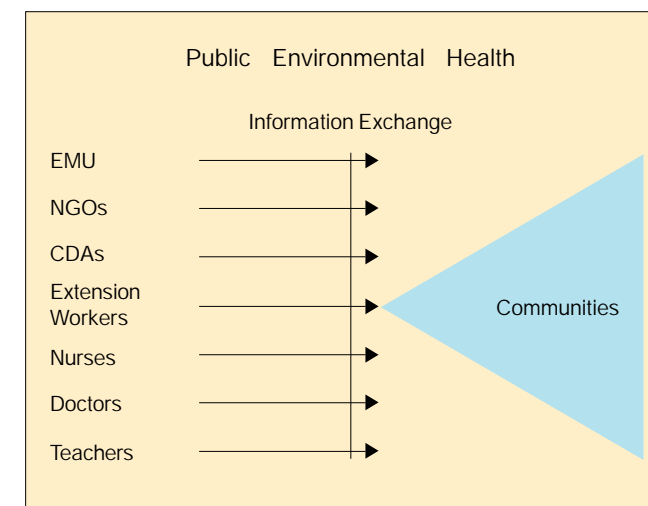 Public Environmental Health
Information Exchange
EMU
NGOs
CDAs
Extension
Workers
Nurses
Doctors
Teachers
Communities